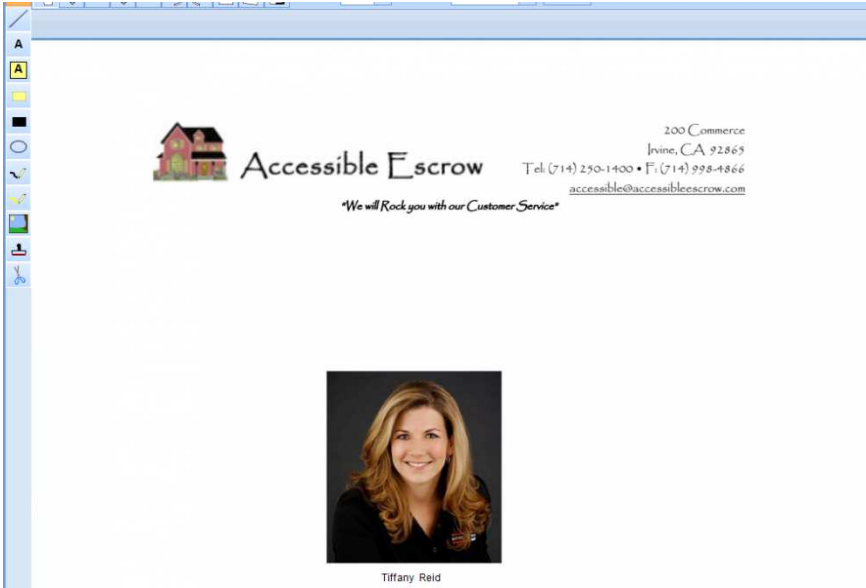 A
A
200 Commerce
Irvine, CA 92865
Accessible Escrow
Tel: (714) 250-1400 • F: (714) 998-4866
accessible@accessibleescrow.com
"We will Rock you with our Customer Service"
Tiffany Reid